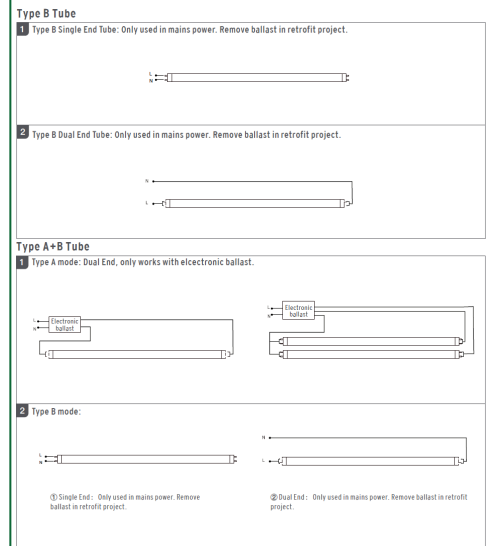 Type B Tube
1 Type B Single End Tube: Only used in mains power. Remove ballast in retrofit project.
L
N
2 Type B Dual End Tube: Only used in mains power. Remove ballast in retrofit project.
N
L
Type A+B Tube
1 Type A mode: Dual End, only works with elcectronic ballast.
L
N
Electronic
ballast
L
N
Electronic
ballast
2 Type B mode:
L
N
N
L
① Single End: Only used in mains power. Remove
ballast in retrofit project.
② Dual End: Only used in mains power. Remove ballast in retrofit
project.